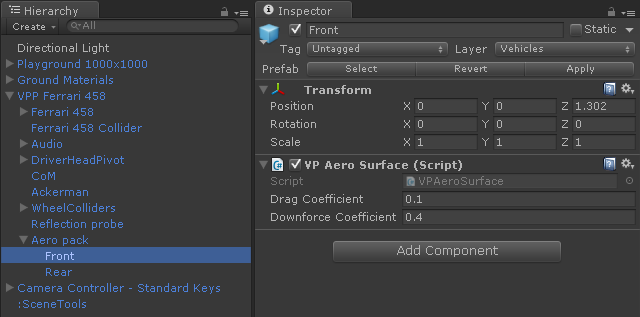 Hierarchy
Create
All
Directional Light
Playground 1000x1000
Ground Materials
VPP Ferrari 458
Ferrari 458
Ferrari 458 Collider
Audio
DriverHeadPivot
CoM
Ackerman
WheelColliders
Reflection probe
Aero pack
Front
Rear
Camera Controller - Standard Keys
:SceneTools
Inspector
Front Static
Tag Untagged Layer Vehicles
Prefab Select Revert Apply
Transform
Position X 0 Y 0 Z 1.302
Rotation X 0 Y 0 Z 0
Scale X 1 Y 1 Z 1
VP Aero Surface (Script)
Script VPAeroSurface
Drag Coefficient 0.1
Downforce Coefficient 0.4
Add Component